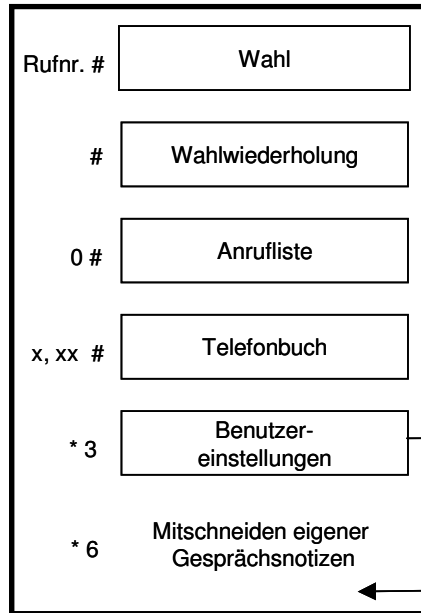 Rufnr. # Wahl
# Wahlwiederholung
0 # Anrufliste
x, xx # Telefonbuch
* 3 Benutzer-
einstellungen
* 6 Mitschneiden eigener
Gesprächsnotizen